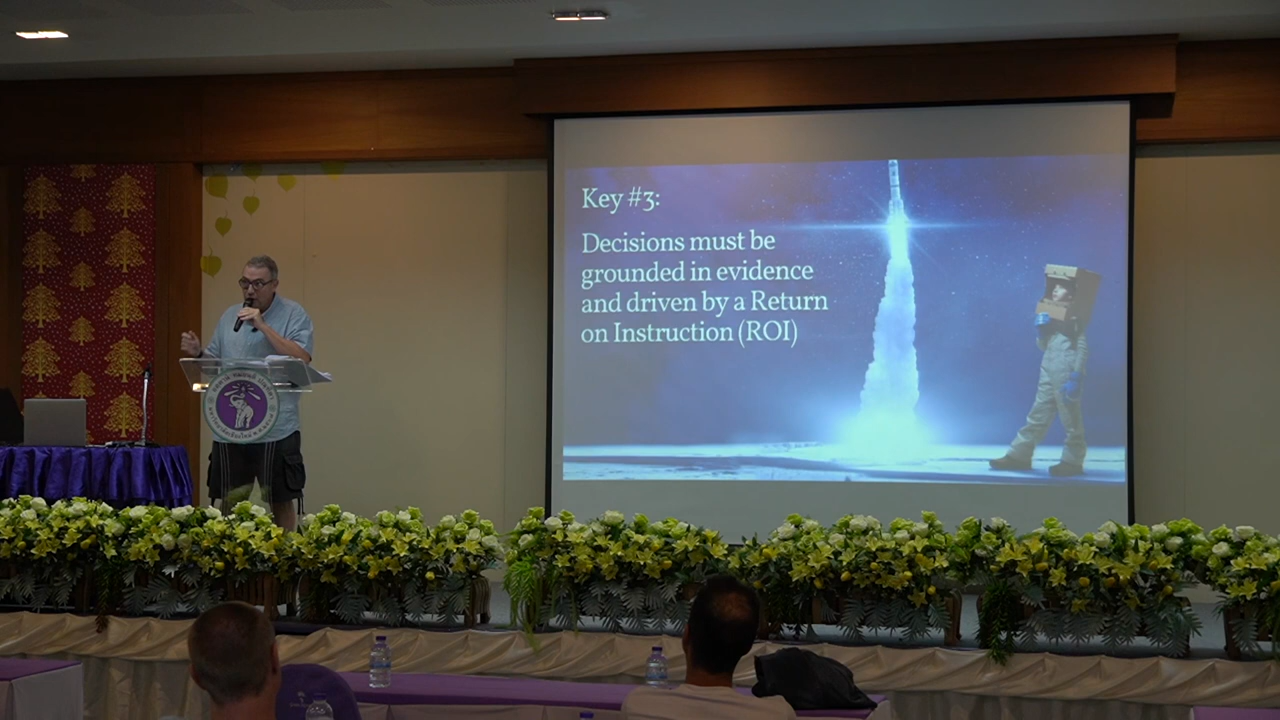 Key #3:
Decisions must be
grounded in evidence
and driven by a Return
on Instruction (ROI)